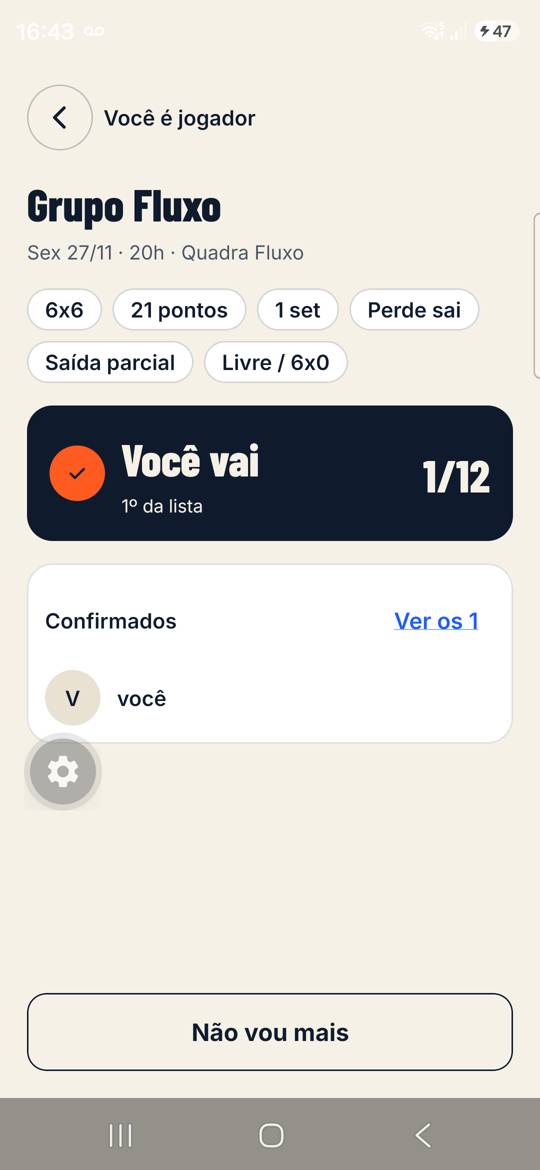 16:43
47
Você é jogador
Grupo Fluxo
Sex 27/11 · 20h · Quadra Fluxo
6x6
21 pontos
1 set
Perde sai
Saída parcial
Livre / 6x0
Você vai
1º da lista
1/12
Confirmados
Ver os 1
V
você
Não vou mais